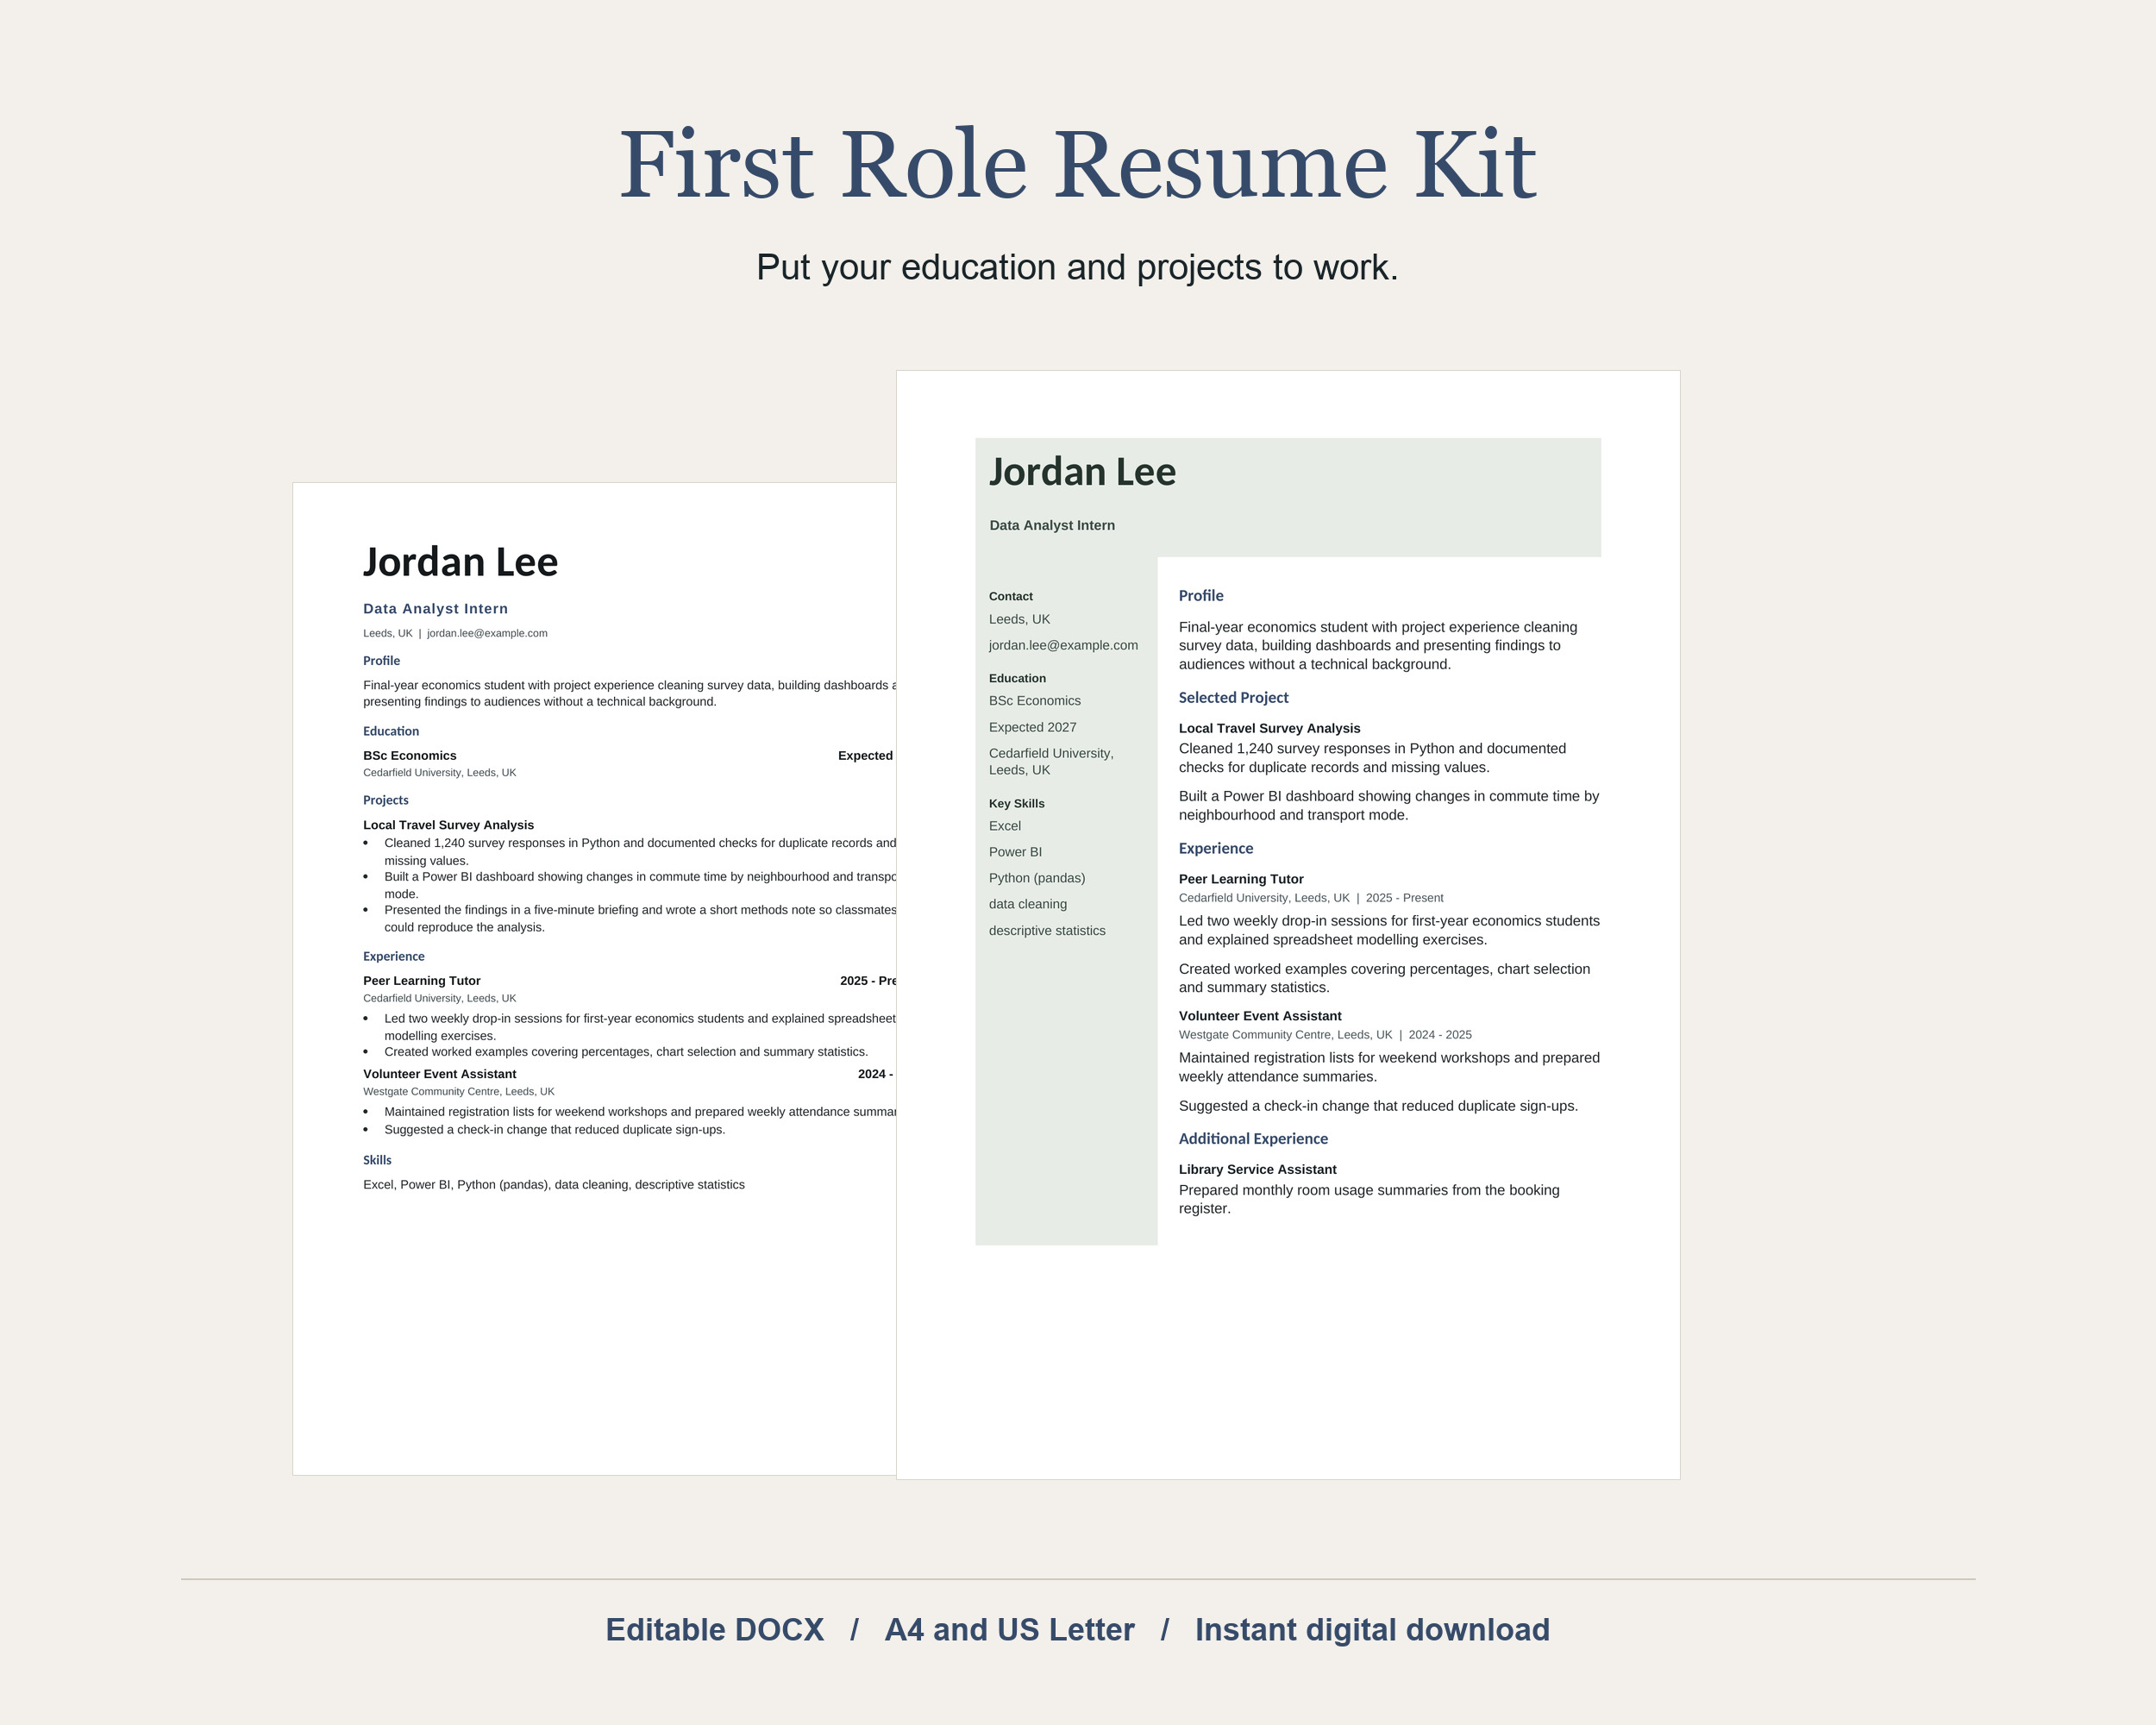 First Role Resume Kit
Put your education and projects to work.
Jordan Lee
Data Analyst Intern
Leeds, UK | jordan.lee@example.com
Profile
Final-year economics student with project experience cleaning survey data, building dashboards
presenting findings to audiences without a technical background.
Education
BSc Economics Expected
Cedarfield University, Leeds, UK
Projects
Local Travel Survey Analysis
• Cleaned 1,240 survey responses in Python and documented checks for duplicate records and
missing values.
• Built a Power BI dashboard showing changes in commute time by neighbourhood and
mode.
• Presented the findings in a five-minute briefing and wrote a short methods note so classmates
could reproduce the analysis.
Experience
Peer Learning Tutor 2025 -
Cedarfield University, Leeds, UK
• Led two weekly drop-in sessions for first-year economics students and explained spreadsheet
modelling exercises.
• Created worked examples covering percentages, chart selection and summary statistics.
Volunteer Event Assistant 2024 -
Westgate Community Centre, Leeds, UK
• Maintained registration lists for weekend workshops and prepared weekly attendance
• Suggested a check-in change that reduced duplicate sign-ups.
Skills
Excel, Power BI, Python (pandas), data cleaning, descriptive statistics
Jordan Lee
Data Analyst Intern
Contact
Leeds, UK
jordan.lee@example.com
Education
BSc Economics
Expected 2027
Cedarfield University,
Leeds, UK
Key Skills
Excel
Power BI
Python (pandas)
data cleaning
descriptive statistics
Profile
Final-year economics student with project experience cleaning
survey data, building dashboards and presenting findings to
audiences without a technical background.
Selected Project
Local Travel Survey Analysis
Cleaned 1,240 survey responses in Python and documented
checks for duplicate records and missing values.
Built a Power BI dashboard showing changes in commute time by
neighbourhood and transport mode.
Experience
Peer Learning Tutor
Cedarfield University, Leeds, UK | 2025 - Present
Led two weekly drop-in sessions for first-year economics students
and explained spreadsheet modelling exercises.
Created worked examples covering percentages, chart selection
and summary statistics.
Volunteer Event Assistant
Westgate Community Centre, Leeds, UK | 2024 - 2025
Maintained registration lists for weekend workshops and prepared
weekly attendance summaries.
Suggested a check-in change that reduced duplicate sign-ups.
Additional Experience
Library Service Assistant
Prepared monthly room usage summaries from the booking
register.
Editable DOCX / A4 and US Letter / Instant digital download